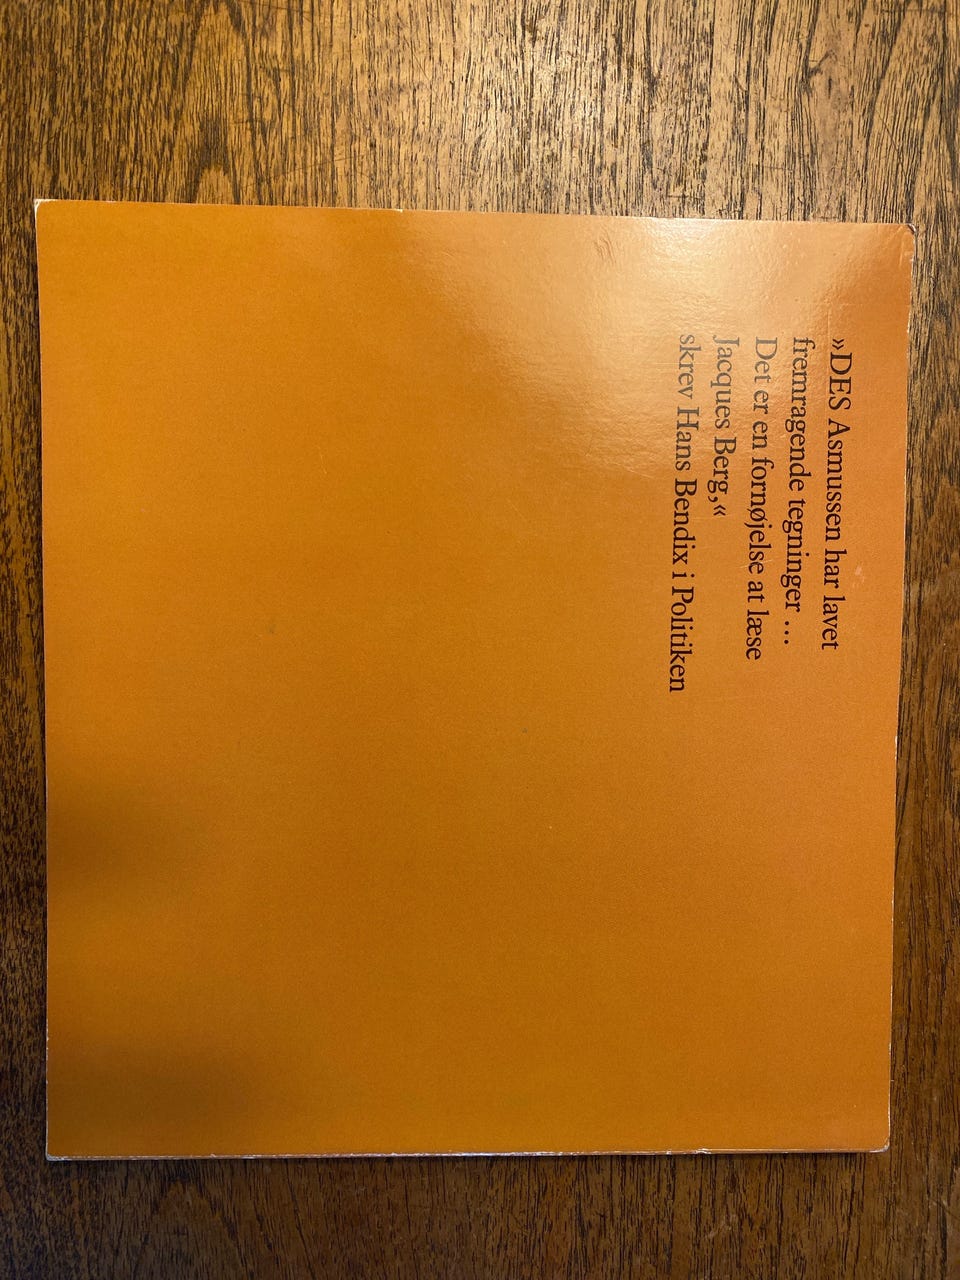 »DES Asmussen har lavet
fremragende tegninger ...
Det er en fornøjelse at læse
Jacques Berg,«
skrev Hans Bendix i Politiken